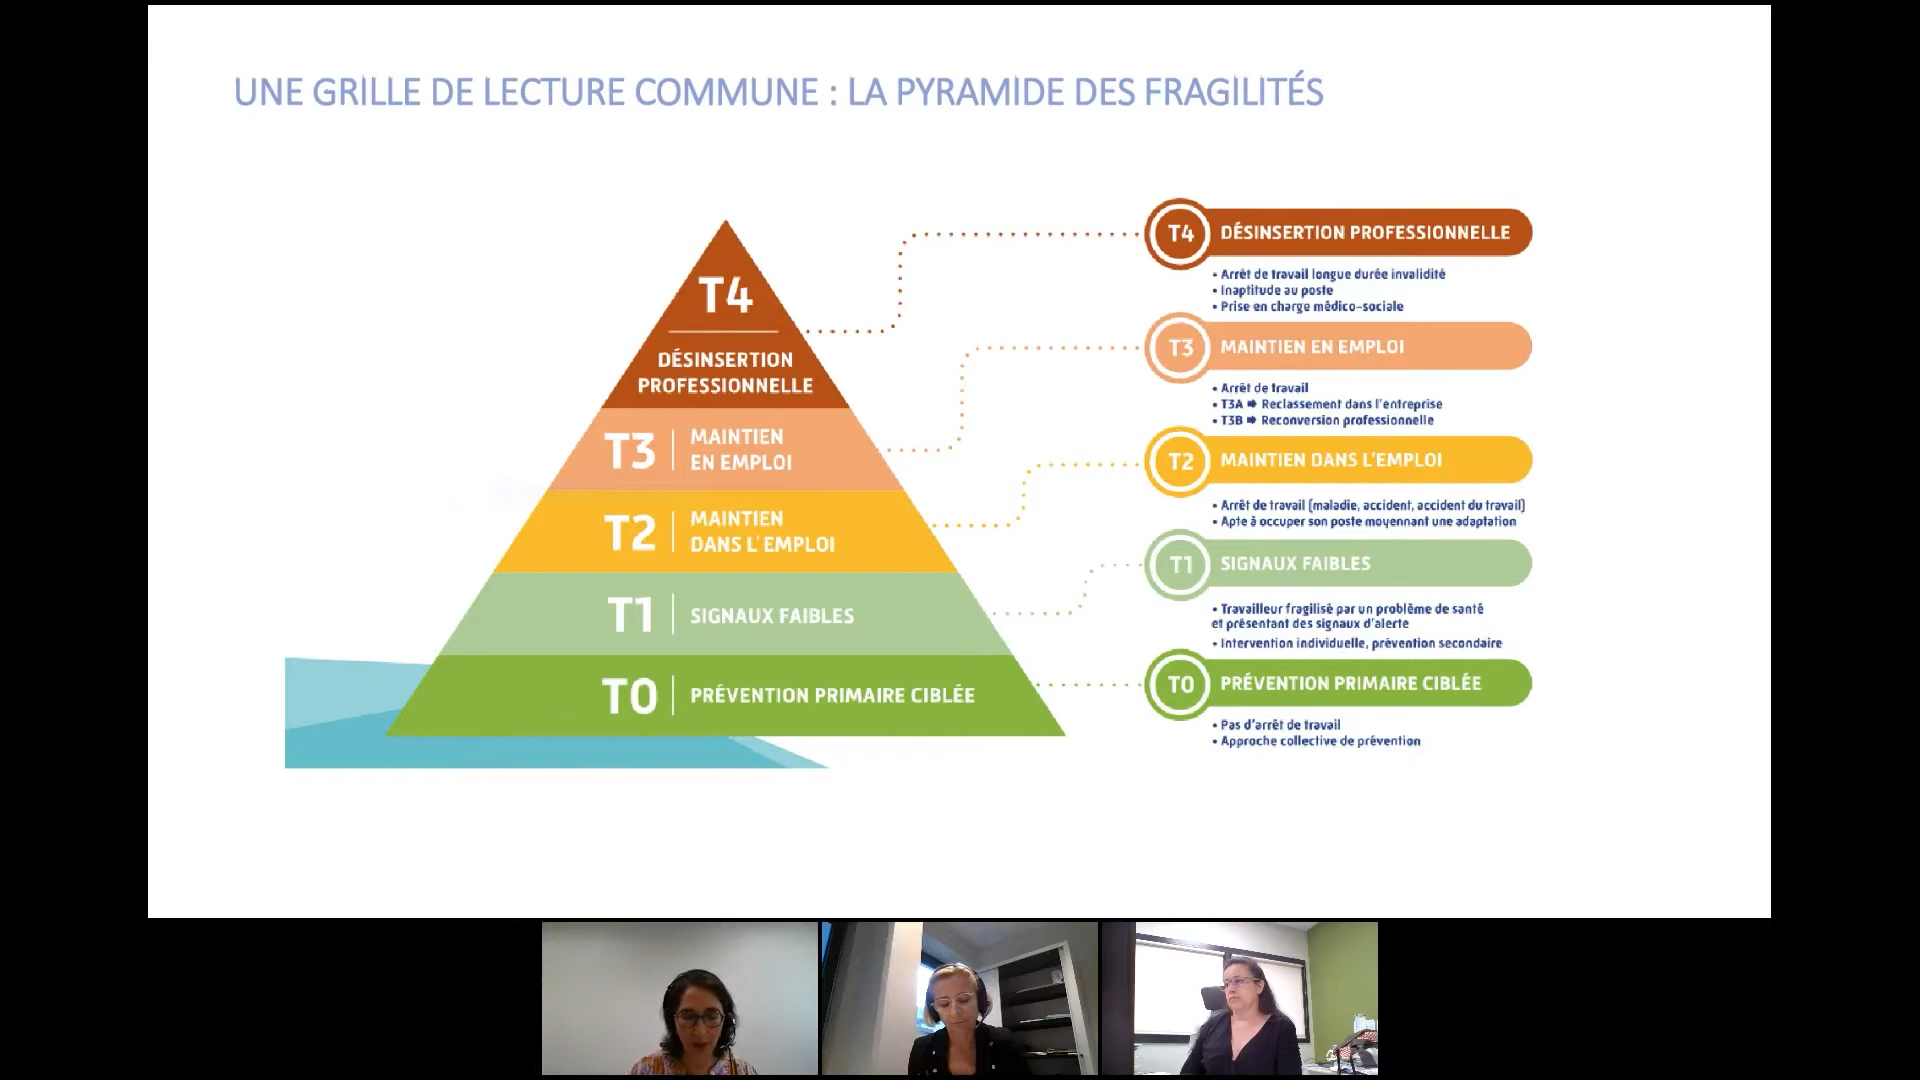 UNE GRILLE DE LECTURE COMMUNE : LA PYRAMIDE DES FRAGILITÉS
T4
DÉSINSERTION
PROFESSIONNELLE
T3
MAINTIEN
EN EMPLOI
T2
MAINTIEN
DANS L'EMPLOI
T1
SIGNAUX FAIBLES
T0
PRÉVENTION PRIMAIRE CIBLÉE
T4 DÉSINSERTION PROFESSIONNELLE
• Arrêt de travail longue durée invalidité
• Inaptitude au poste
• Prise en charge médico-sociale
T3 MAINTIEN EN EMPLOI
• Arrêt de travail
• T3A ➡ Reclassement dans l'entreprise
• T3B ➡ Reconversion professionnelle
T2 MAINTIEN DANS L'EMPLOI
• Arrêt de travail (maladie, accident, accident du travail)
• Apte à occuper son poste moyennant une adaptation
T1 SIGNAUX FAIBLES
• Travailleur fragilisé par un problème de santé
et présentant des signaux d'alerte
• Intervention individuelle, prévention secondaire
T0 PRÉVENTION PRIMAIRE CIBLÉE
• Pas d'arrêt de travail
• Approche collective de prévention